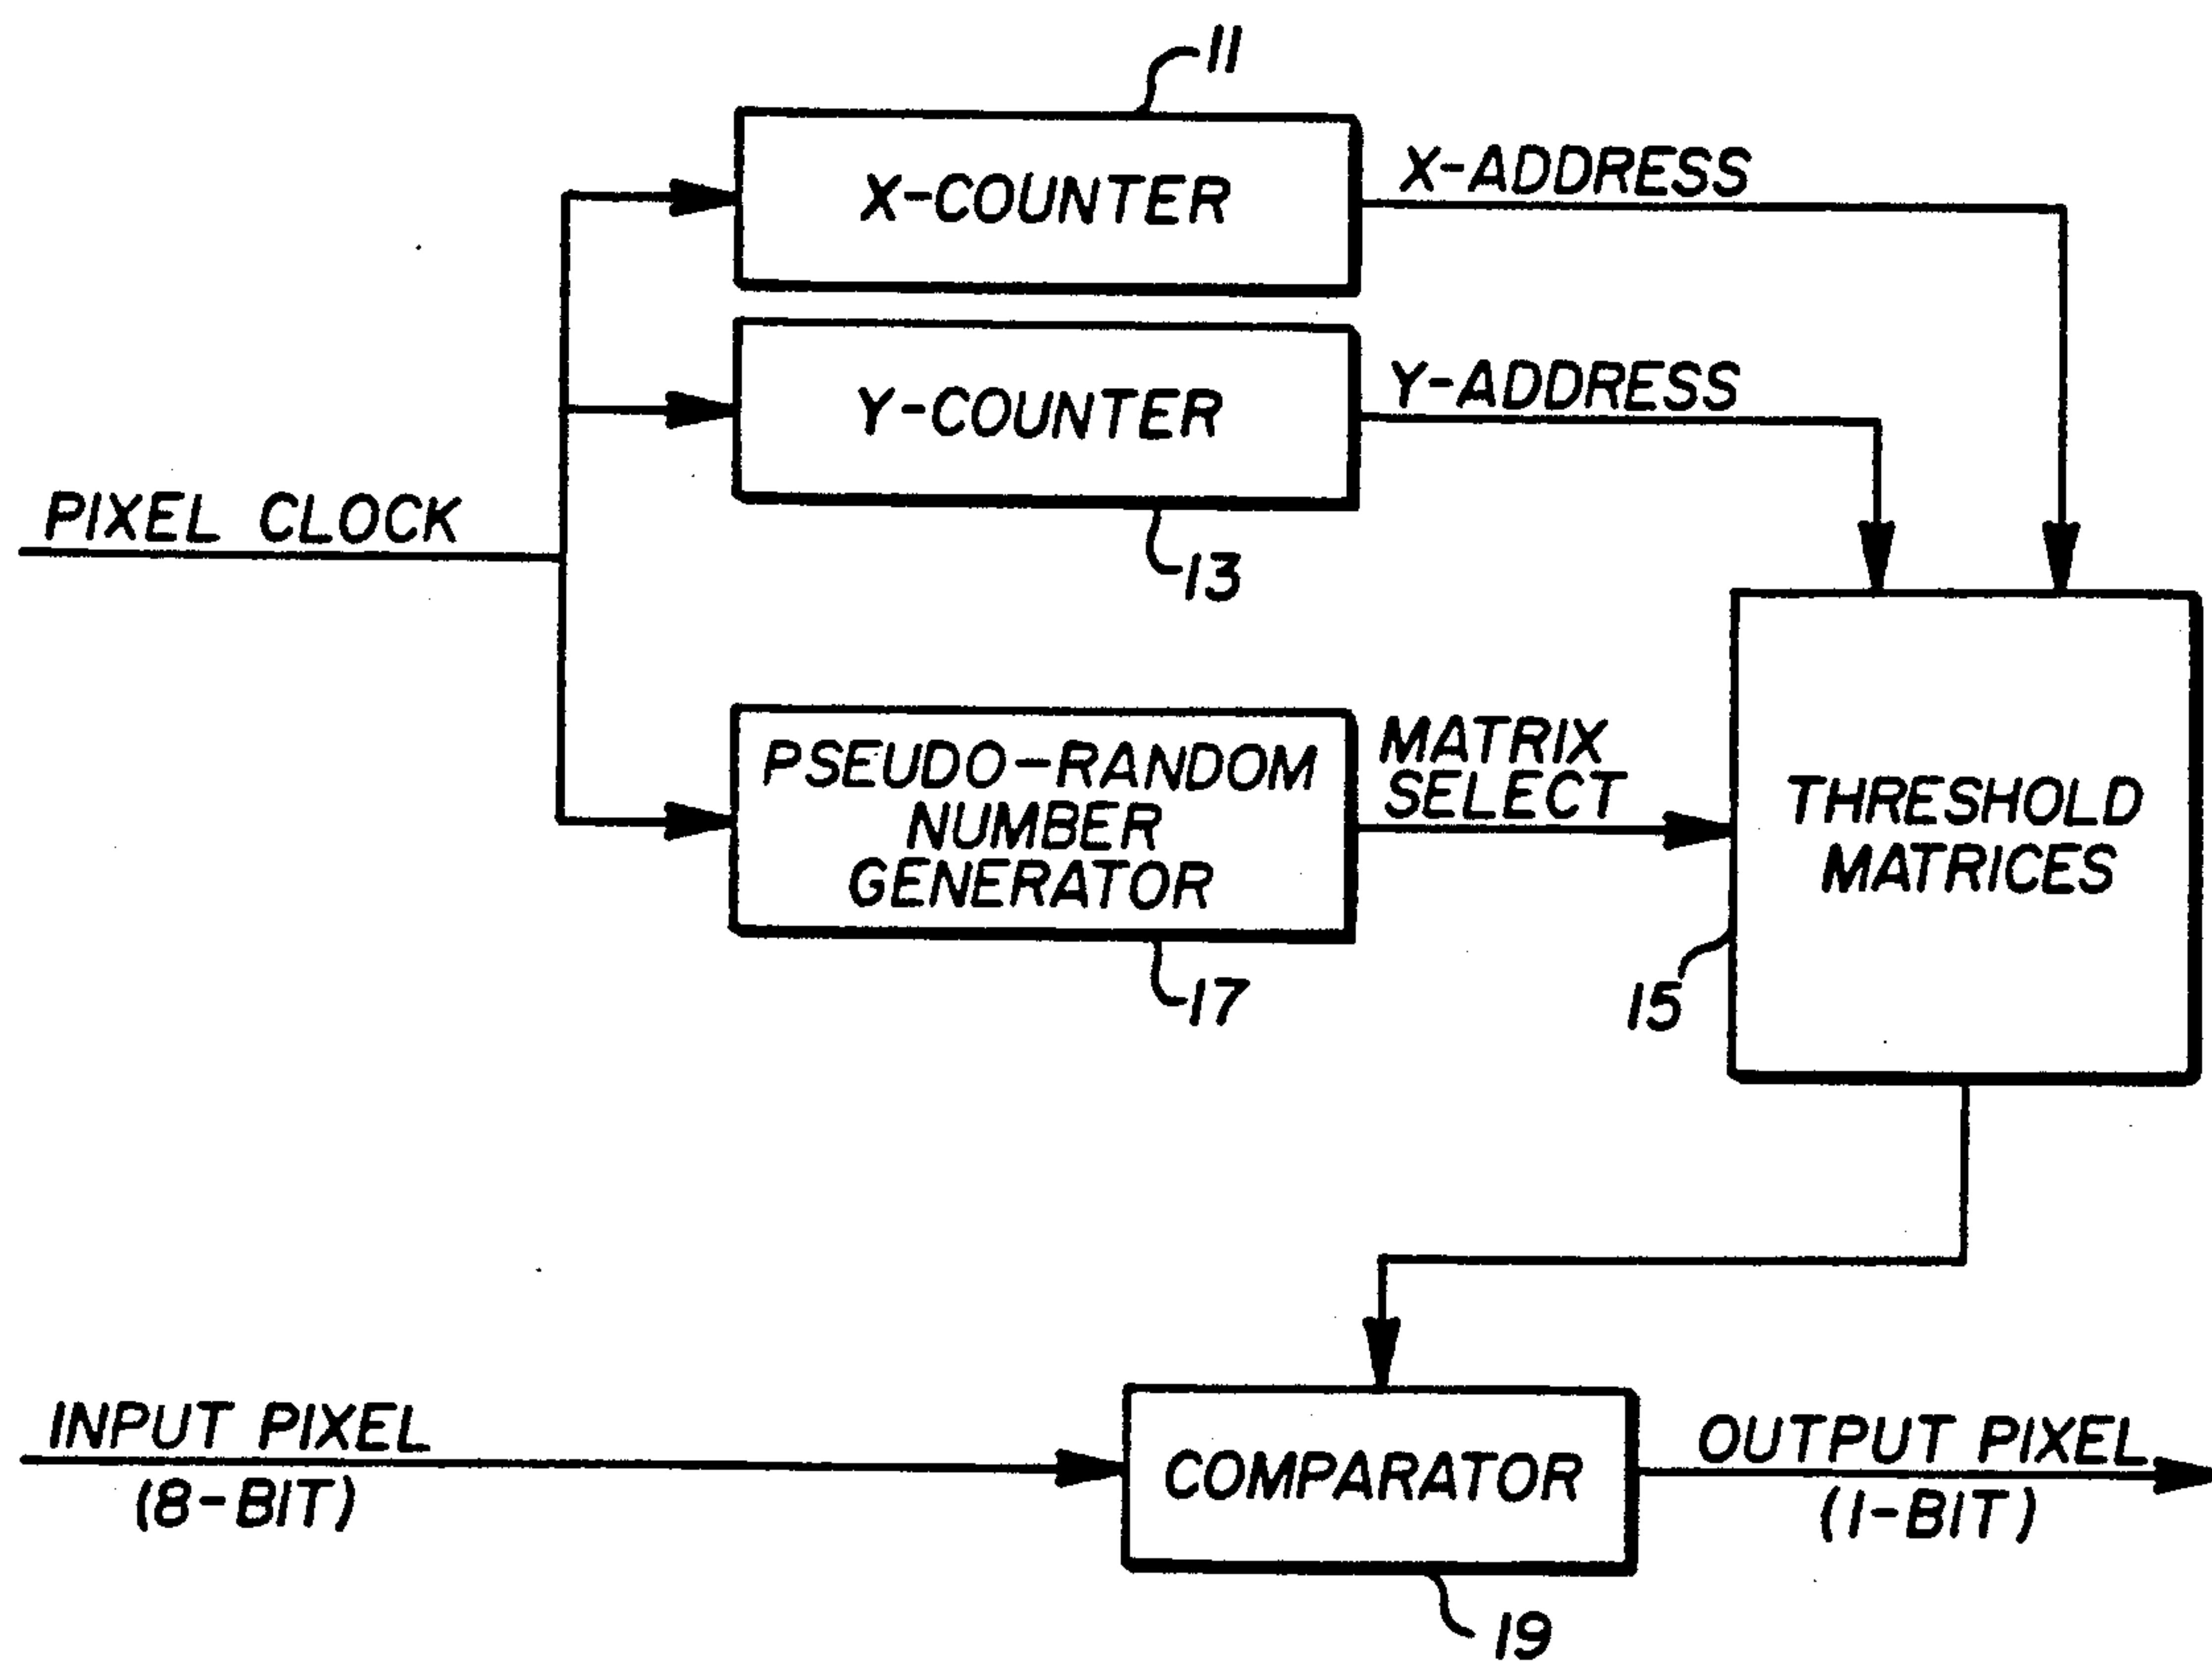 11
X-COUNTER
X-ADDRESS
Y-COUNTER
Y-ADDRESS
PIXEL CLOCK
13
PSEUDO-RANDOM
NUMBER
GENERATOR
MATRIX
SELECT
THRESHOLD
MATRICES
17
15
INPUT PIXEL
(8-BIT)
COMPARATOR
OUTPUT PIXEL
(1-BIT)
19